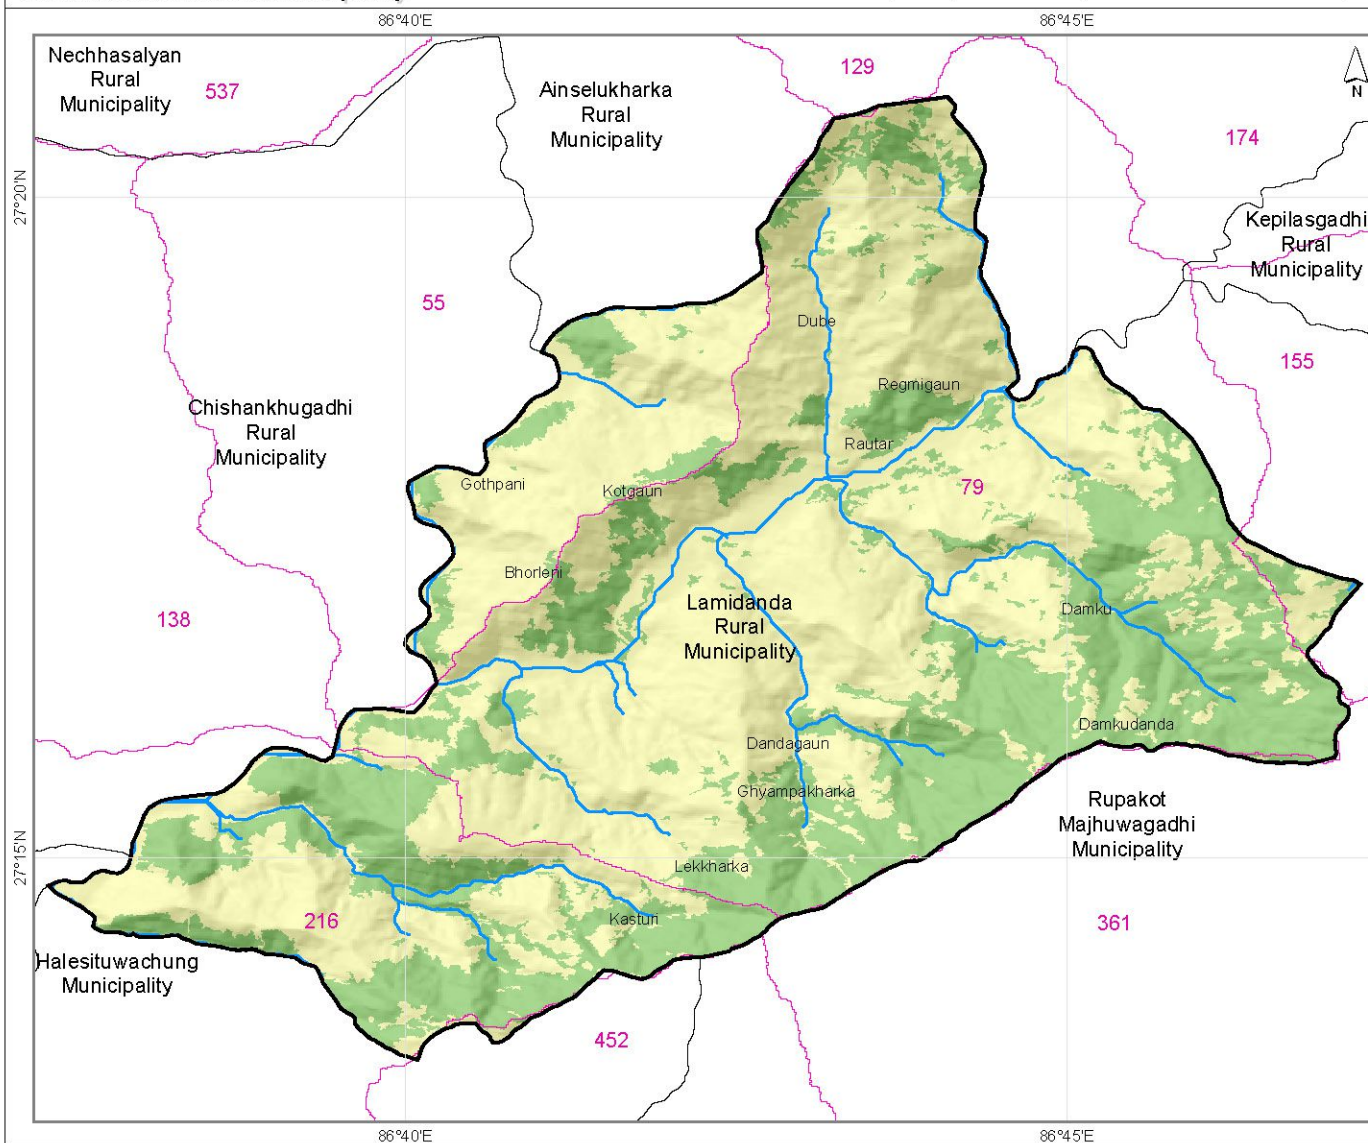 86°40'E
86°45'E
Nechhasalyan
Rural
Municipality
537
Ainselukharka
Rural
Municipality
129
174
N
27°20'N
Kepilasgadhi
Rural
Municipality
55
Dube
155
Regmigaun
Chishankhugadhi
Rural
Municipality
Rautar
Gothpani
Kotgaun
79
Bhorleni
Lamidanda
Rural
Municipality
Damku
138
Damkudanda
Dandagaun
Ghyampakharka
Rupakot
Majhuwagadhi
Municipality
27°15'N
Lekkharka
216
Kasturi
361
Halesituwachung
Municipality
452
86°40'E
86°45'E